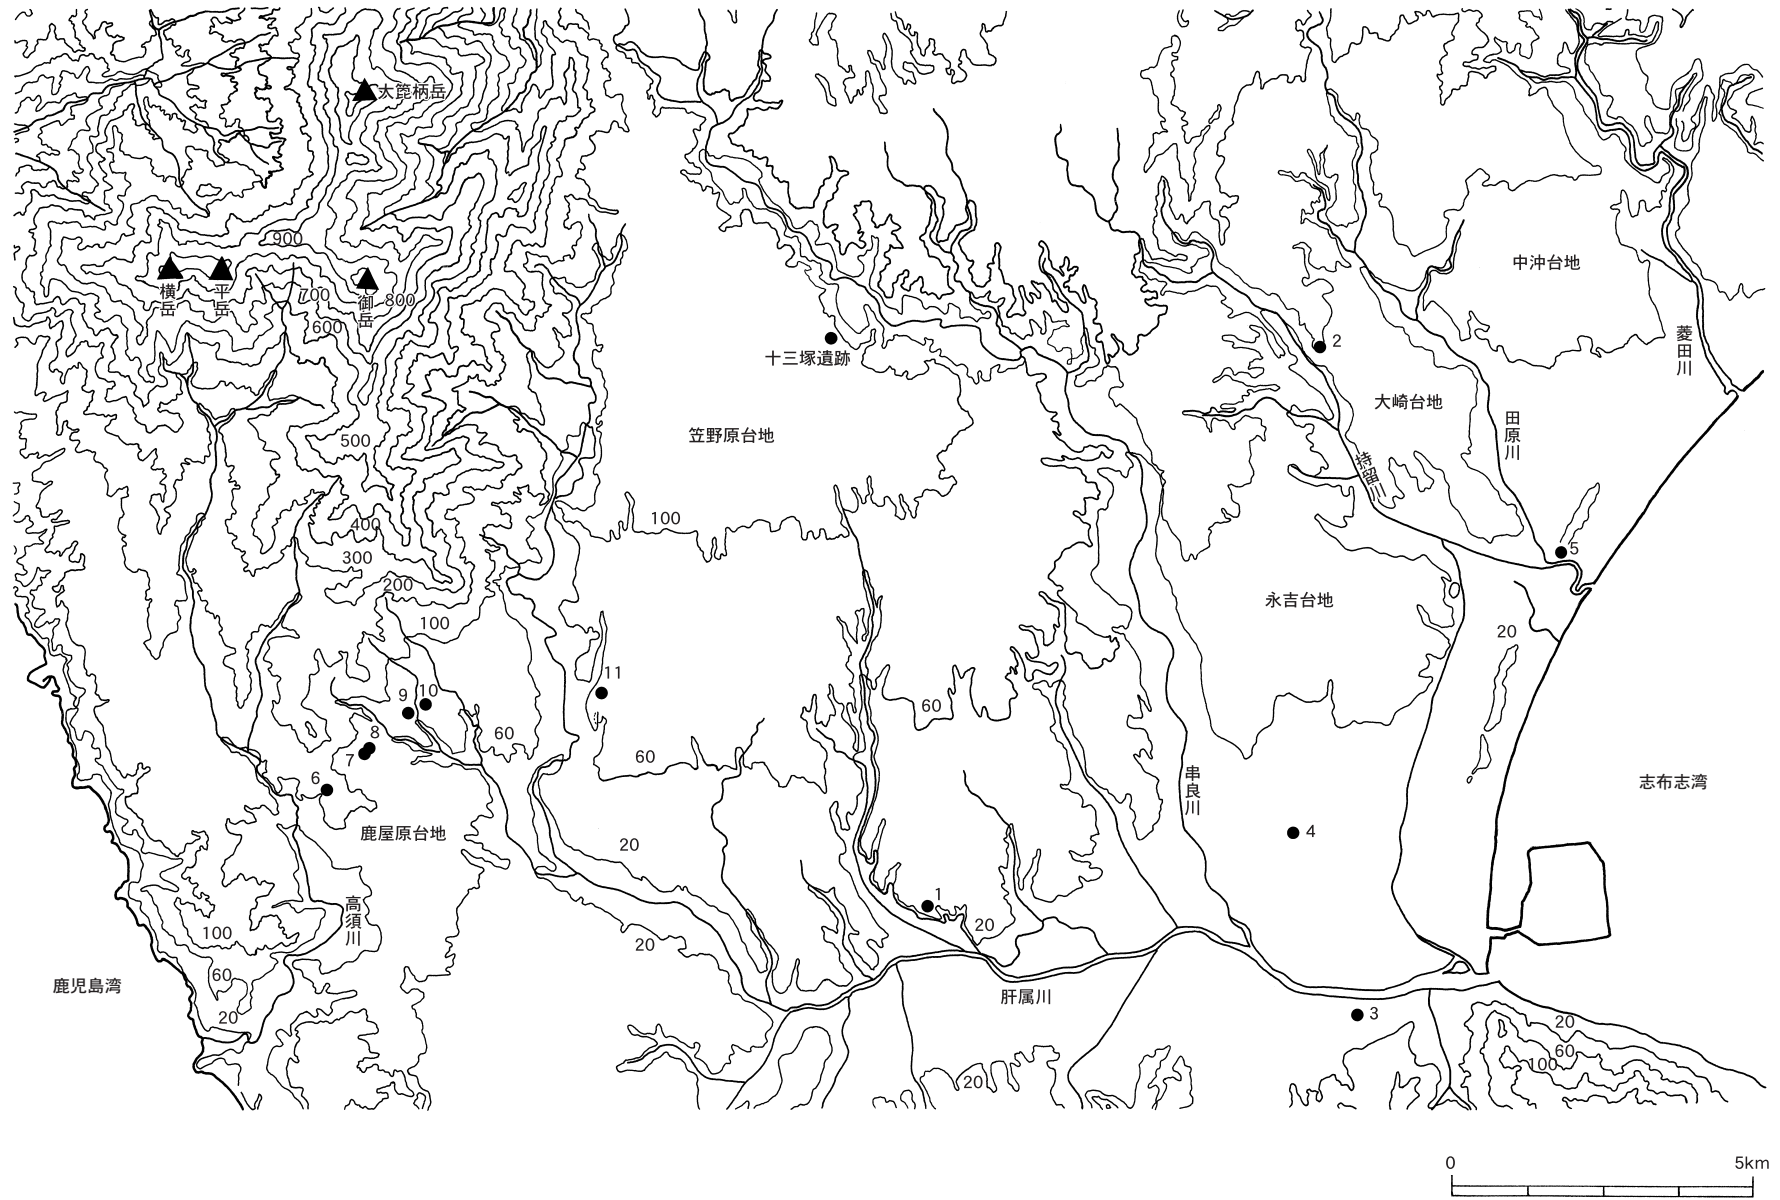 大箆柄岳
900
横岳
平岳
御岳
700
800
600
中沖台地
菱田川
2
十三塚遺跡
大崎台地
田原川
笠野原台地
500
持留川
100
400
5
300
200
永吉台地
100
20
11
9
10
60
60
8
7
60
6
串良川
志布志湾
鹿屋原台地
4
20
1
高須川
100
20
20
60
鹿児島湾
肝属川
20
3
20
60
100
20
0
5km